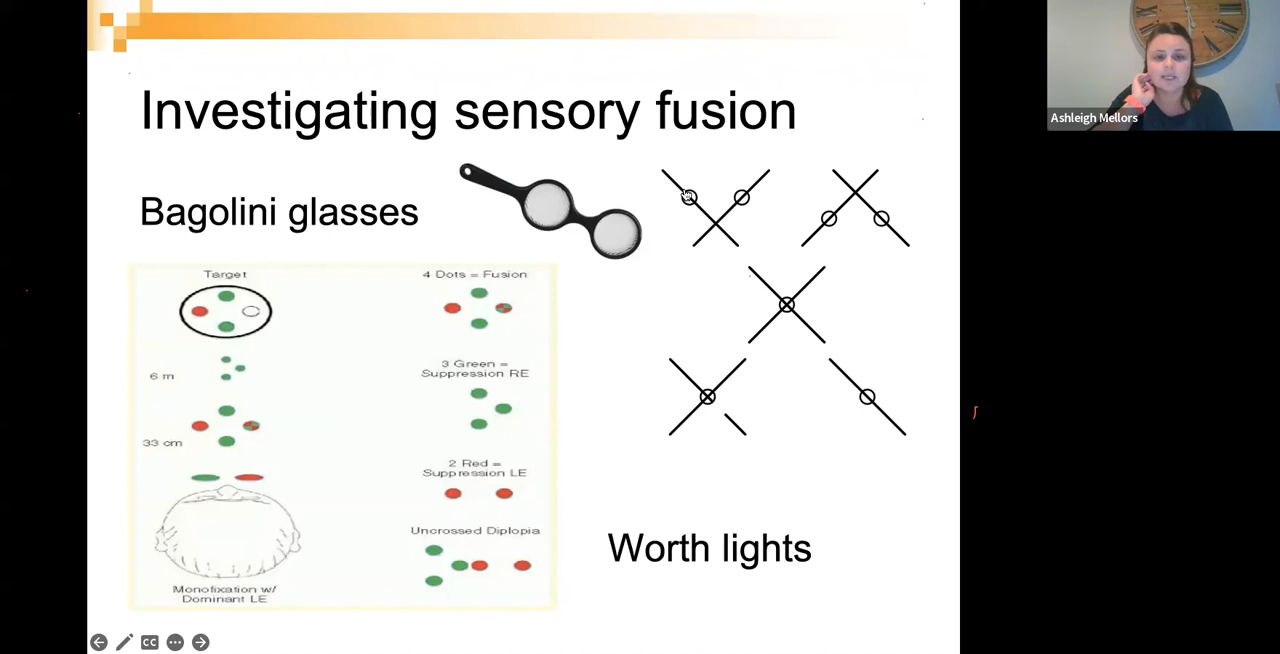 Investigating sensory fusion
Ashleigh Mellors
Bagolini glasses
Target
4 Dots = Fusion
6 m
3 Green =
Suppression RE
33 cm
2 Red =
Suppression LE
Uncrossed Diplopia
Monofixation w/
Dominant LE
Worth lights
CC